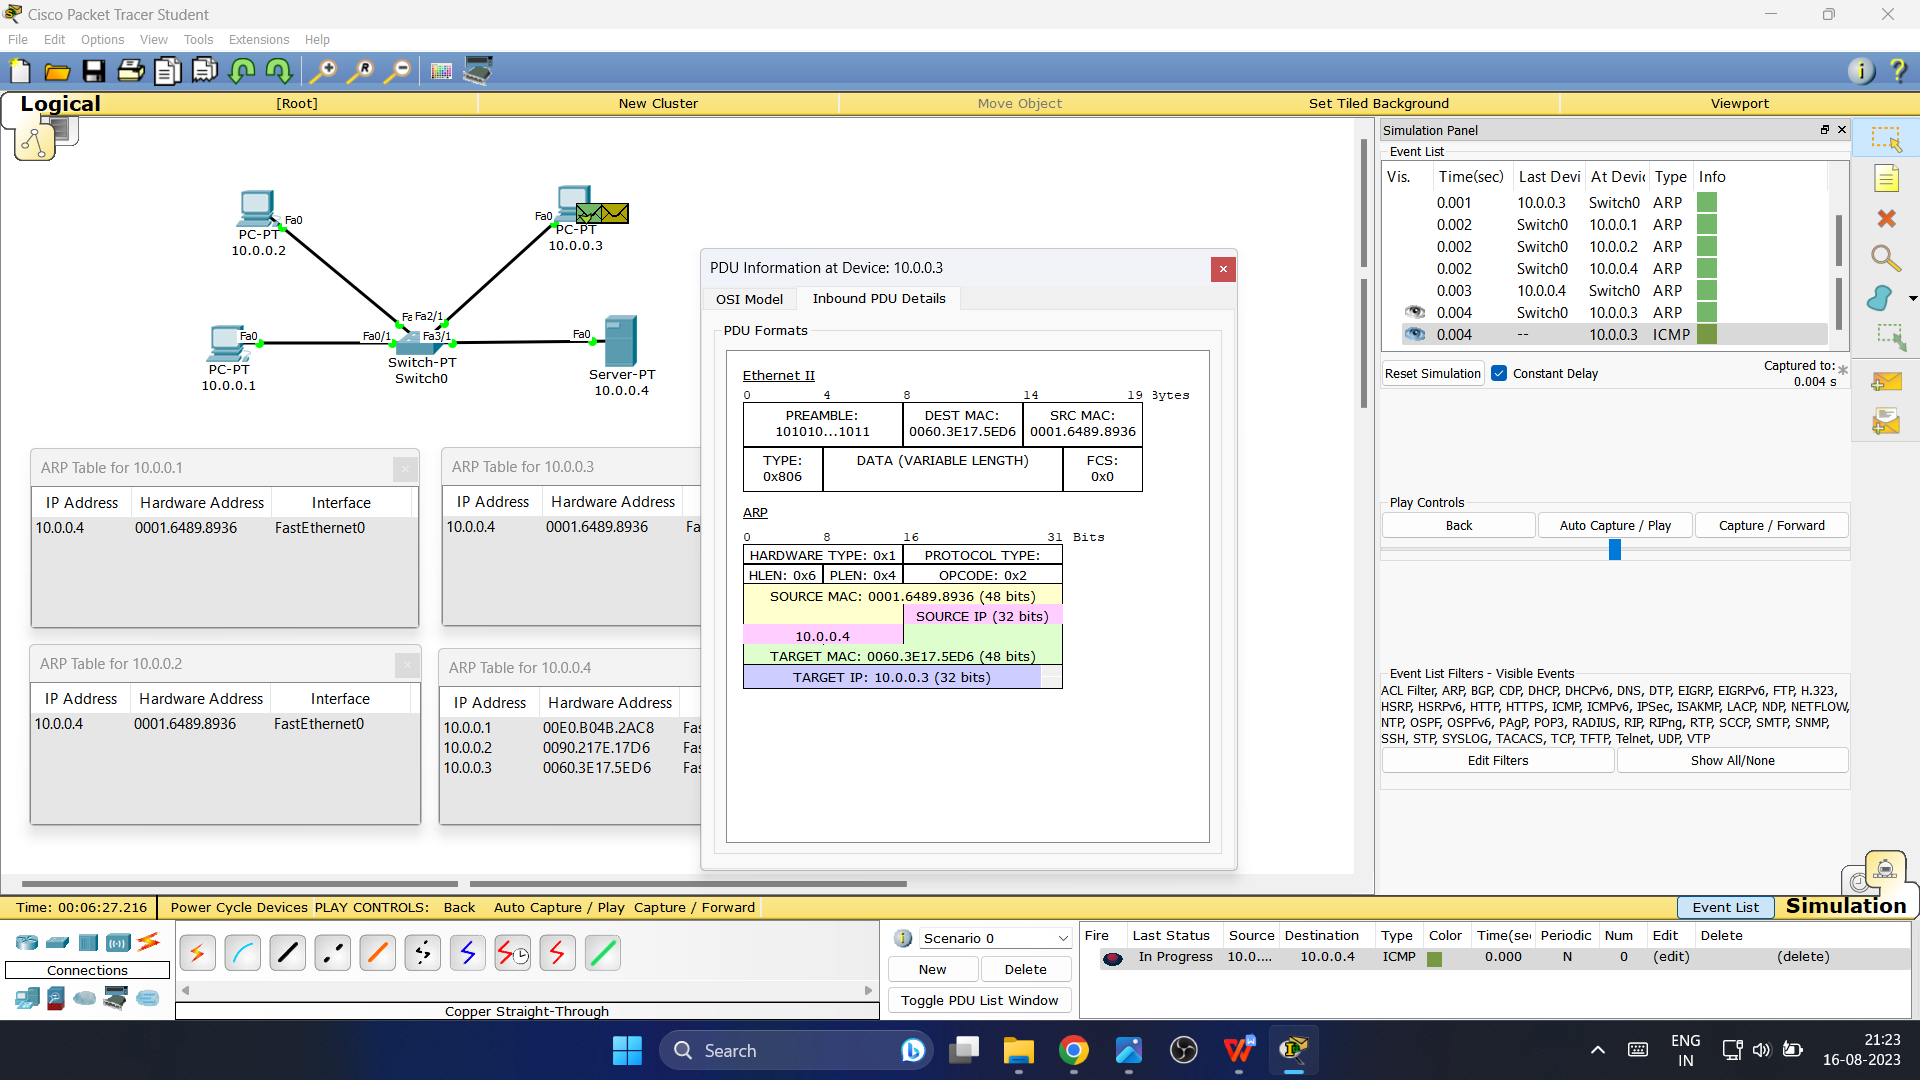 Cisco Packet Tracer Student
File Edit Options View Tools Extensions Help
Logical [Root] New Cluster Move Object Set Tiled Background Viewport
Fa0
PC-PT
10.0.0.2
Fa0
PC-PT
10.0.0.3
Fa0
PC-PT
10.0.0.1
Fa0/1 Fa2/1 Fa3/1
Switch-PT
Switch0
Fa0
Server-PT
10.0.0.4
ARP Table for 10.0.0.1
IP Address Hardware Address Interface
10.0.0.4 0001.6489.8936 FastEthernet0
ARP Table for 10.0.0.3
IP Address Hardware Address
10.0.0.4 0001.6489.8936 Fa
ARP Table for 10.0.0.2
IP Address Hardware Address Interface
10.0.0.4 0001.6489.8936 FastEthernet0
ARP Table for 10.0.0.4
IP Address Hardware Address
10.0.0.1 00E0.B04B.2AC8 Fas
10.0.0.2 0090.217E.17D6 Fas
10.0.0.3 0060.3E17.5ED6 Fas
PDU Information at Device: 10.0.0.3
OSI Model Inbound PDU Details
PDU Formats
Ethernet II
0 4 8 14 19 Bytes
PREAMBLE: DEST MAC: SRC MAC:
101010...1011 0060.3E17.5ED6 0001.6489.8936
TYPE: DATA (VARIABLE LENGTH) FCS:
0x806 0x0
ARP
0 8 16 31 Bits
HARDWARE TYPE: 0x1 PROTOCOL TYPE:
HLEN: 0x6 PLEN: 0x4 OPCODE: 0x2
SOURCE MAC: 0001.6489.8936 (48 bits)
SOURCE IP (32 bits)
10.0.0.4
TARGET MAC: 0060.3E17.5ED6 (48 bits)
TARGET IP: 10.0.0.3 (32 bits)
Simulation Panel
Event List
Vis. Time(sec) Last Devi At Devic Type Info
0.001 10.0.0.3 Switch0 ARP
0.002 Switch0 10.0.0.1 ARP
0.002 Switch0 10.0.0.2 ARP
0.002 Switch0 10.0.0.4 ARP
0.003 10.0.0.4 Switch0 ARP
0.004 Switch0 10.0.0.3 ARP
0.004 -- 10.0.0.3 ICMP
Reset Simulation Constant Delay Captured to: *
0.004 s
Play Controls
Back Auto Capture / Play Capture / Forward
Event List Filters - Visible Events
ACL Filter, ARP, BGP, CDP, DHCP, DHCPv6, DNS, DTP, EIGRP, EIGRPv6, FTP, H.323,
HSRP, HSRPv6, HTTP, HTTPS, ICMP, ICMPv6, IPSec, ISAKMP, LACP, NDP, NETFLOW,
NTP, OSPF, OSPFv6, PAgP, POP3, RADIUS, RIP, RIPng, RTP, SCCP, SMTP, SNMP,
SSH, STP, SYSLOG, TACACS, TCP, TFTP, Telnet, UDP, VTP
Edit Filters Show All/None
Time: 00:06:27.216 Power Cycle Devices PLAY CONTROLS: Back Auto Capture / Play Capture / Forward Event List Simulation
Connections
Copper Straight-Through
Scenario 0
New Delete
Toggle PDU List Window
Fire Last Status Source Destination Type Color Time(sec Periodic Num Edit Delete
In Progress 10.0.... 10.0.0.4 ICMP 0.000 N 0 (edit) (delete)
Search
ENG
IN
21:23
16-08-2023